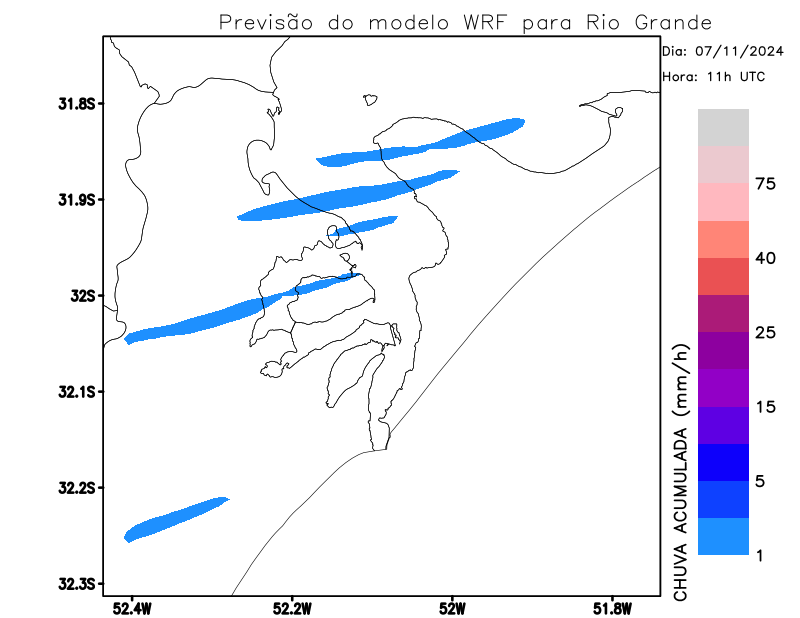 Previsão do modelo WRF para Rio Grande
Dia: 07/11/2024
Hora: 11h UTC
31.8S
31.9S
32S
32.1S
32.2S
32.3S
52.4W
52.2W
52W
51.8W
CHUVA ACUMULADA (mm/h)
75
40
25
15
5
1